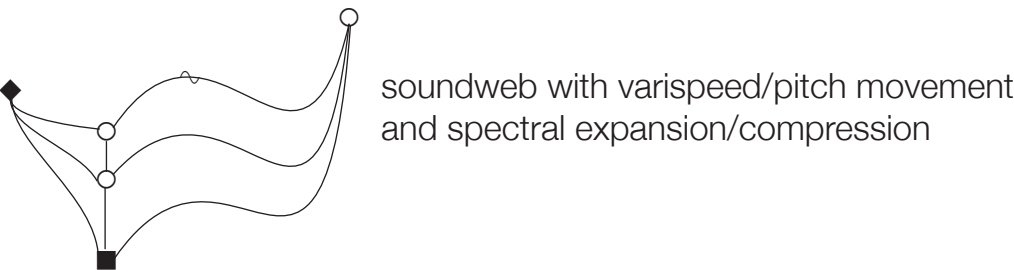 soundweb with varispeed/pitch movement
and spectral expansion/compression